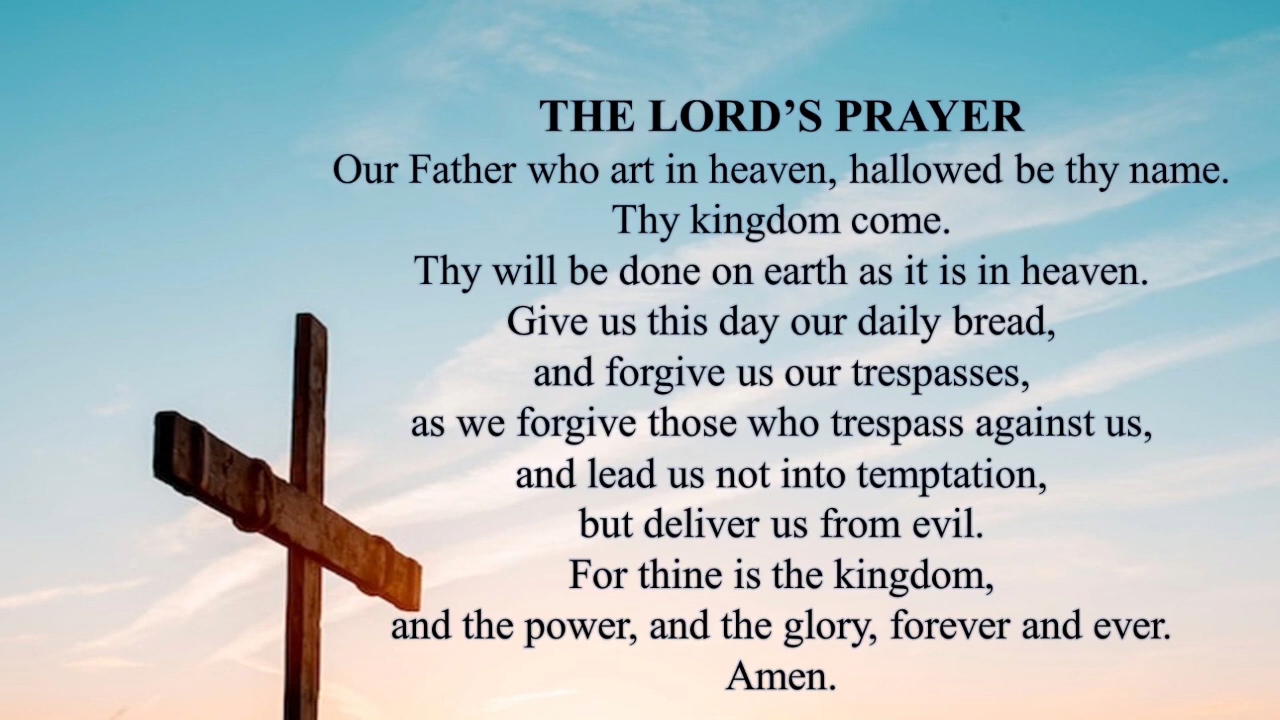 THE LORD’S PRAYER
Our Father who art in heaven, hallowed be thy name.
Thy kingdom come.
Thy will be done on earth as it is in heaven.
Give us this day our daily bread,
and forgive us our trespasses,
as we forgive those who trespass against us,
and lead us not into temptation,
but deliver us from evil.
For thine is the kingdom,
and the power, and the glory, forever and ever.
Amen.